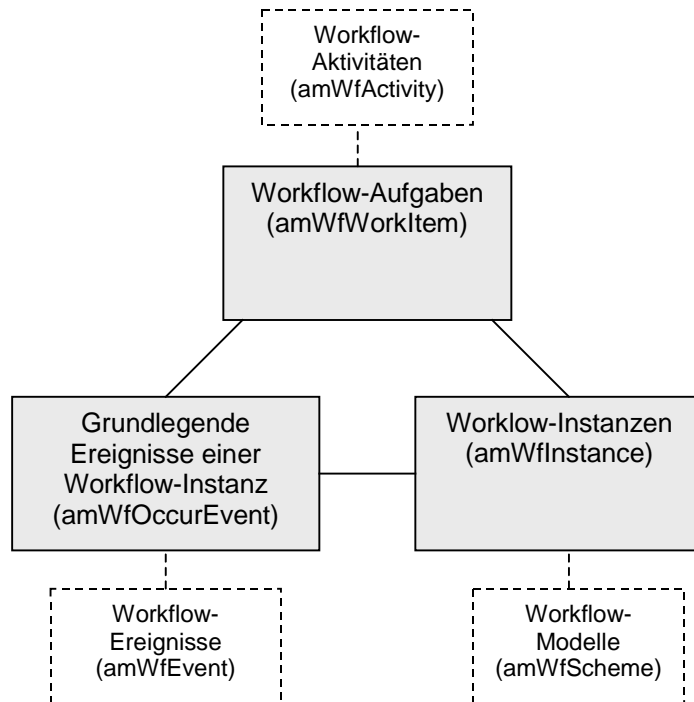 Workflow-
Aktivitäten
(amWfActivity)
Workflow-Aufgaben
(amWfWorkItem)
Grundlegende
Ereignisse einer
Workflow-Instanz
(amWfOccurEvent)
Worklow-Instanzen
(amWfInstance)
Workflow-
Ereignisse
(amWfEvent)
Workflow-
Modelle
(amWfScheme)